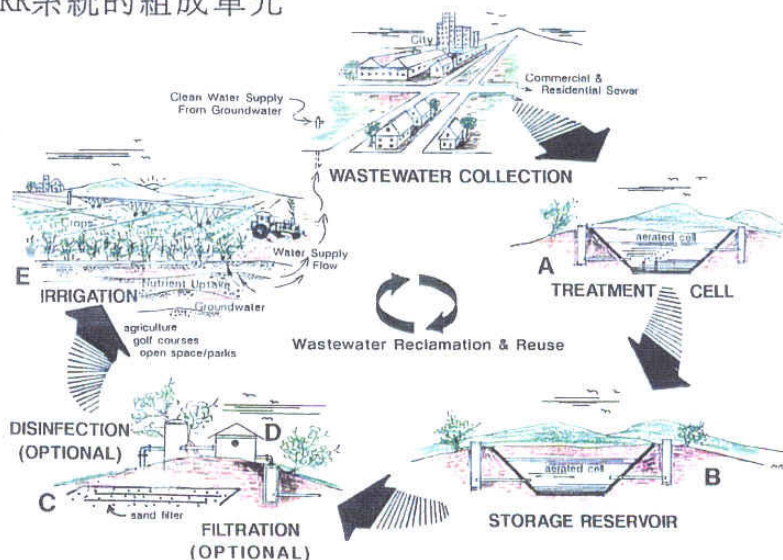 RR系統的組成單元
City
Commercial &
Residential Sewer
Clean Water Supply
From Groundwater
WASTEWATER COLLECTION
Crops
Water Supply
Flow
E
IRRIGATION
Nutrient Uptake
Groundwater
agriculture
golf courses
open space/parks
aerated cell
A
TREATMENT CELL
Wastewater Reclamation & Reuse
DISINFECTION
(OPTIONAL)
D
C
sand filter
FILTRATION
(OPTIONAL)
aerated cell
B
STORAGE RESERVOIR